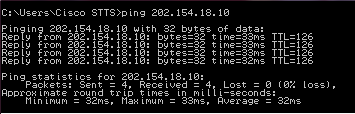 C:\Users\Cisco STTS>ping 202.154.18.10
Pinging 202.154.18.10 with 32 bytes of data:
Reply from 202.154.18.10: bytes=32 time=33ms TTL=126
Reply from 202.154.18.10: bytes=32 time=32ms TTL=126
Reply from 202.154.18.10: bytes=32 time=32ms TTL=126
Reply from 202.154.18.10: bytes=32 time=32ms TTL=126
Ping statistics for 202.154.18.10:
Packets: Sent = 4, Received = 4, Lost = 0 (0% loss),
Approximate round trip times in milli-seconds:
Minimum = 32ms, Maximum = 33ms, Average = 32ms